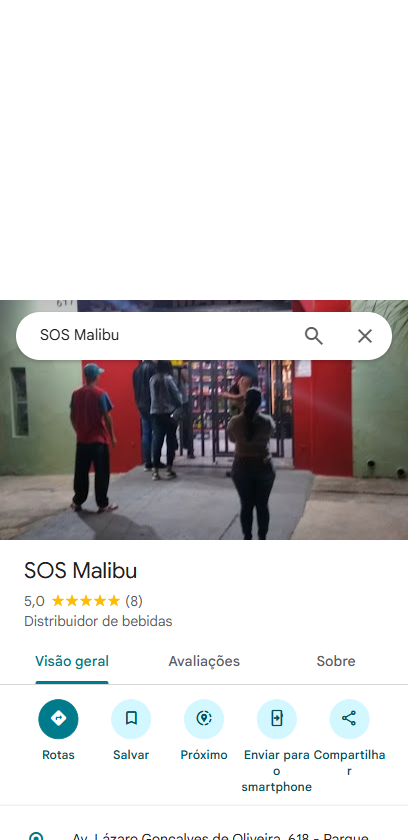 SOS Malibu
SOS Malibu
5,0
(8)
Distribuidor de bebidas
Visão geral
Avaliações
Sobre
Rotas
Salvar
Próximo
Enviar para o smartphone
Compartilhar
Av. Lázaro Gonçalves de Oliveira, 618 - Parque